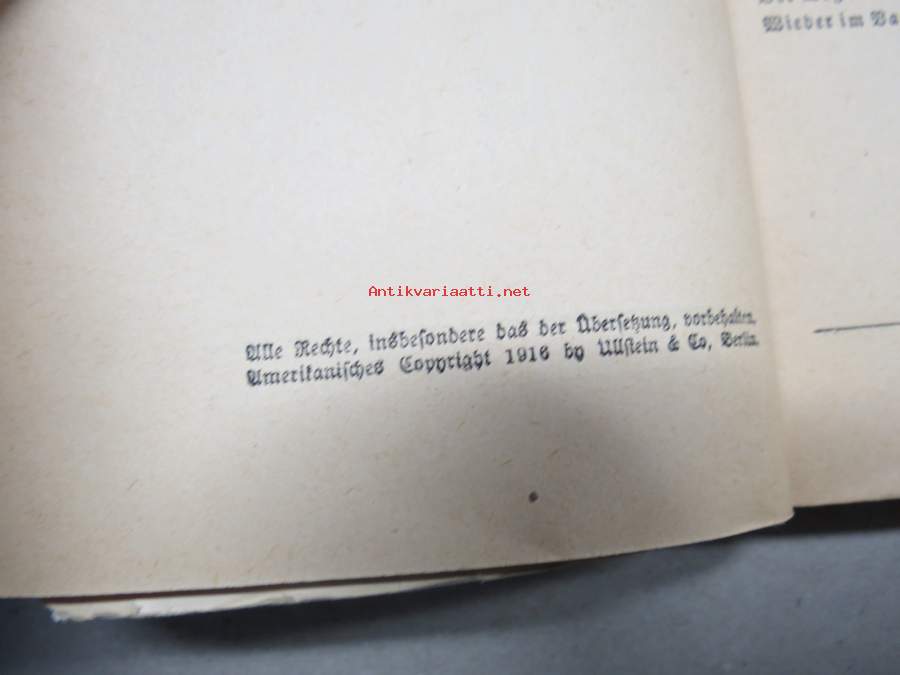 Wieder im
Antikvariaatti.net
Alle Rechte, insbesondere das der Übersetzung, vorbehalten.
Amerikanisches Copyright 1916 by Ullstein & Co, Berlin.